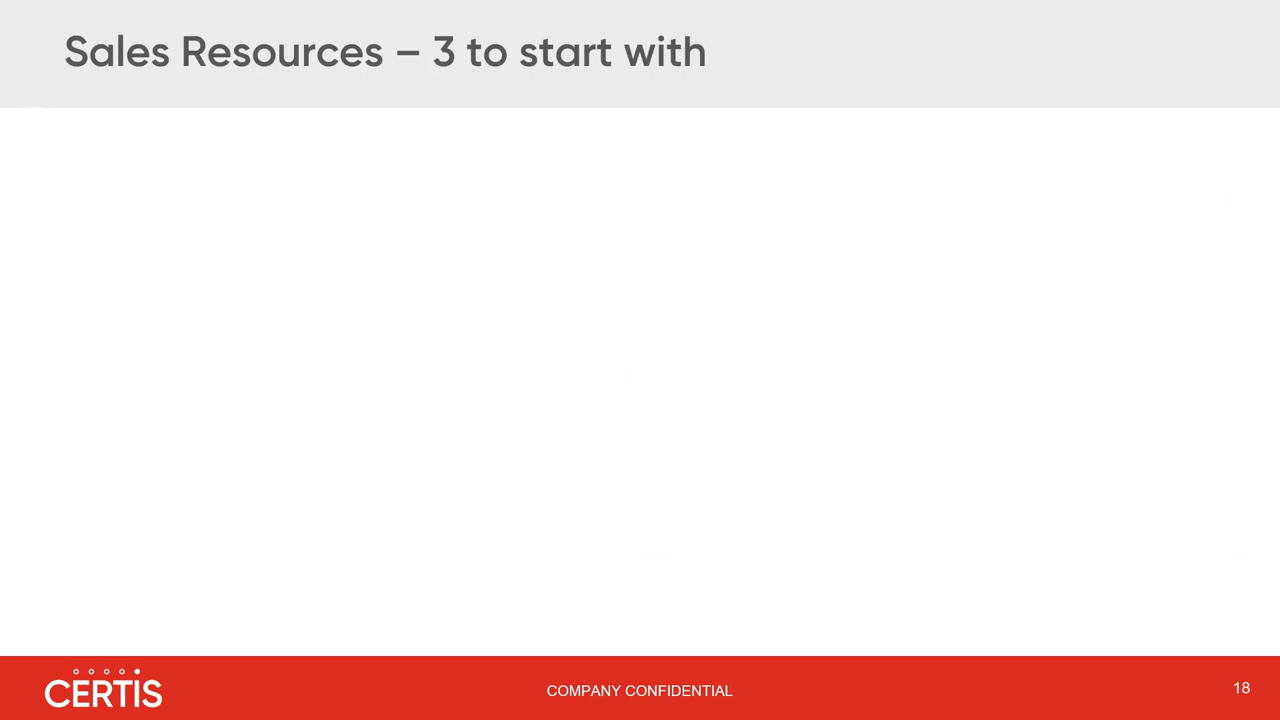 Sales Resources – 3 to start with
CERTIS
COMPANY CONFIDENTIAL
18